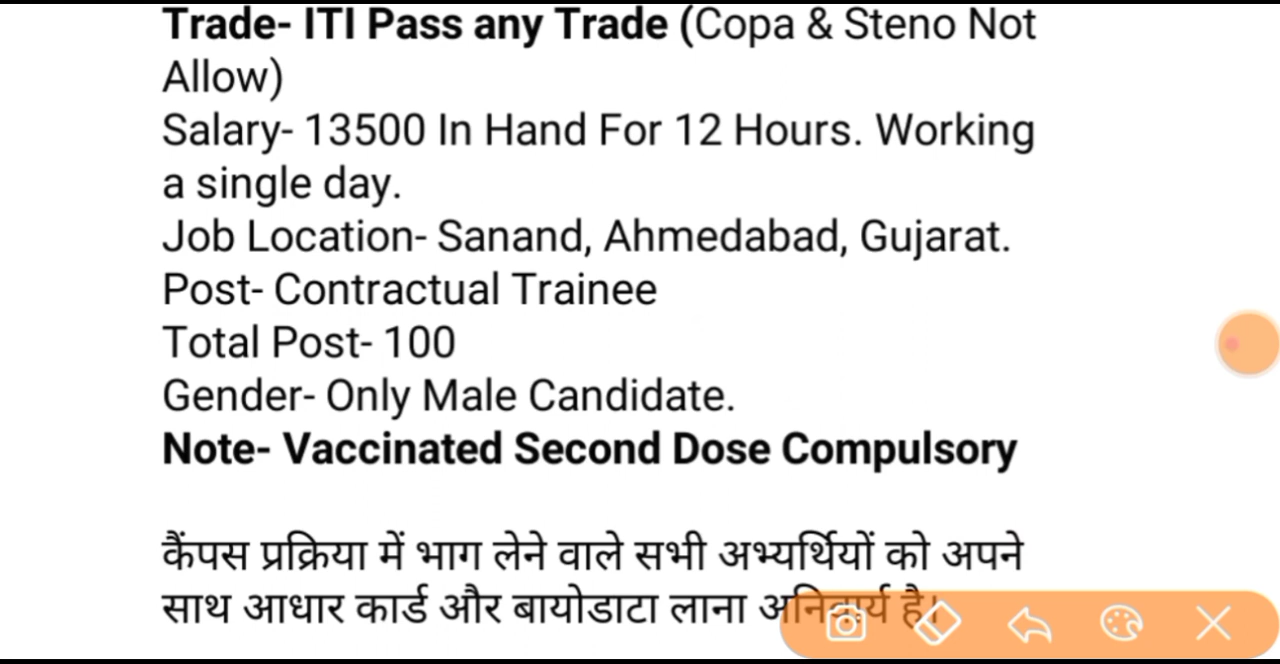 Trade- ITI Pass any Trade (Copa & Steno Not
Allow)
Salary- 13500 In Hand For 12 Hours. Working
a single day.
Job Location- Sanand, Ahmedabad, Gujarat.
Post- Contractual Trainee
Total Post- 100
Gender- Only Male Candidate.
Note- Vaccinated Second Dose Compulsory
कैंपस प्रक्रिया में भाग लेने वाले सभी अभ्यर्थियों को अपने
साथ आधार कार्ड और बायोडाटा लाना अनिवार्य है।